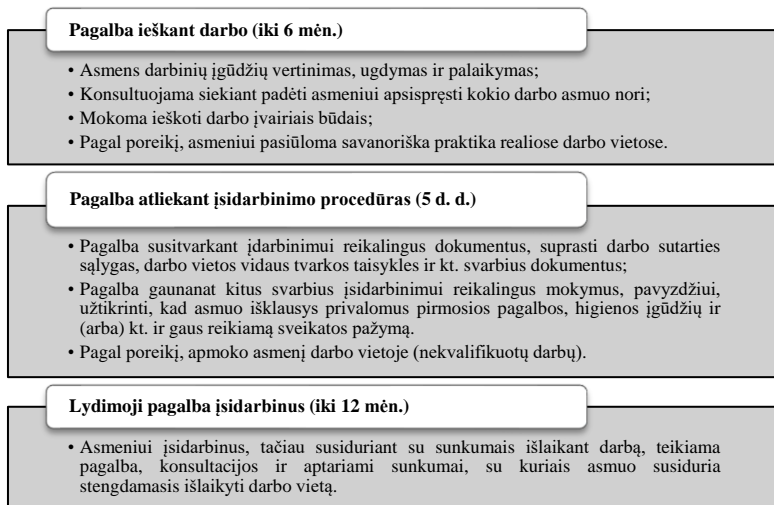 Pagalba ieškant darbo (iki 6 mėn.)
• Asmens darbinių įgūdžių vertinimas, ugdymas ir palaikymas;
• Konsultuojama siekiant padėti asmeniui apsispręsti kokio darbo asmuo nori;
• Mokoma ieškoti darbo įvairiais būdais;
• Pagal poreikį, asmeniui pasiūloma savanoriška praktika realiose darbo vietose.
Pagalba atliekant įsidarbinimo procedūras (5 d. d.)
• Pagalba susitvarkant įdarbinimui reikalingus dokumentus, suprasti darbo sutarties
sąlygas, darbo vietos vidaus tvarkos taisykles ir kt. svarbius dokumentus;
• Pagalba gaunanat kitus svarbius įsidarbinimui reikalingus mokymus, pavyzdžiui,
užtikrinti, kad asmuo išklausys privalomus pirmosios pagalbos, higienos įgūdžių ir
(arba) kt. ir gaus reikiamą sveikatos pažymą.
• Pagal poreikį, apmoko asmenį darbo vietoje (nekvalifikuotų darbų).
Lydimoji pagalba įsidarbinus (iki 12 mėn.)
• Asmeniui įsidarbinus, tačiau susiduriant su sunkumais išlaikant darbą, teikiama
pagalba, konsultacijos ir aptariami sunkumai, su kuriais asmuo susiduria
stengdamasis išlaikyti darbo vietą.